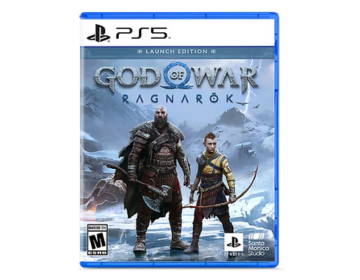 PS5
LAUNCH EDITION
GOD OF WAR
RAGNARÖK
M
Santa
Monica
Studio